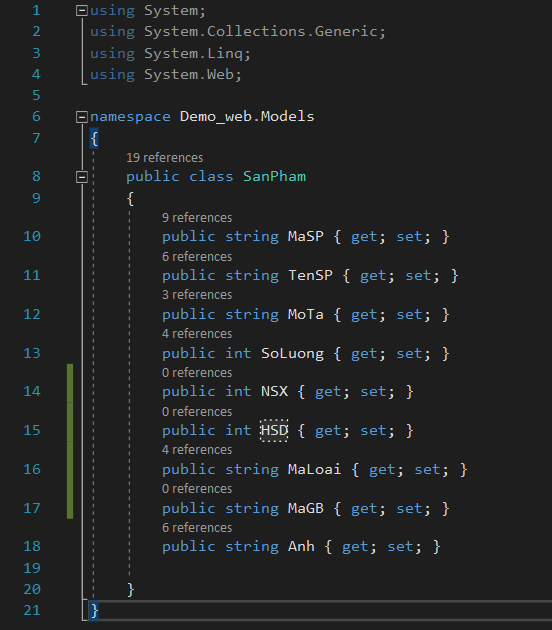 1 using System;
2 using System.Collections.Generic;
3 using System.Linq;
4 using System.Web;
5
6 namespace Demo_web.Models
7 {
19 references
8 public class SanPham
9 {
9 references
10 public string MaSP { get; set; }
6 references
11 public string TenSP { get; set; }
3 references
12 public string MoTa { get; set; }
4 references
13 public int SoLuong { get; set; }
0 references
14 public int NSX { get; set; }
0 references
15 public int HSD { get; set; }
4 references
16 public string MaLoai { get; set; }
0 references
17 public string MaGB { get; set; }
6 references
18 public string Anh { get; set; }
19
20 }
21 }